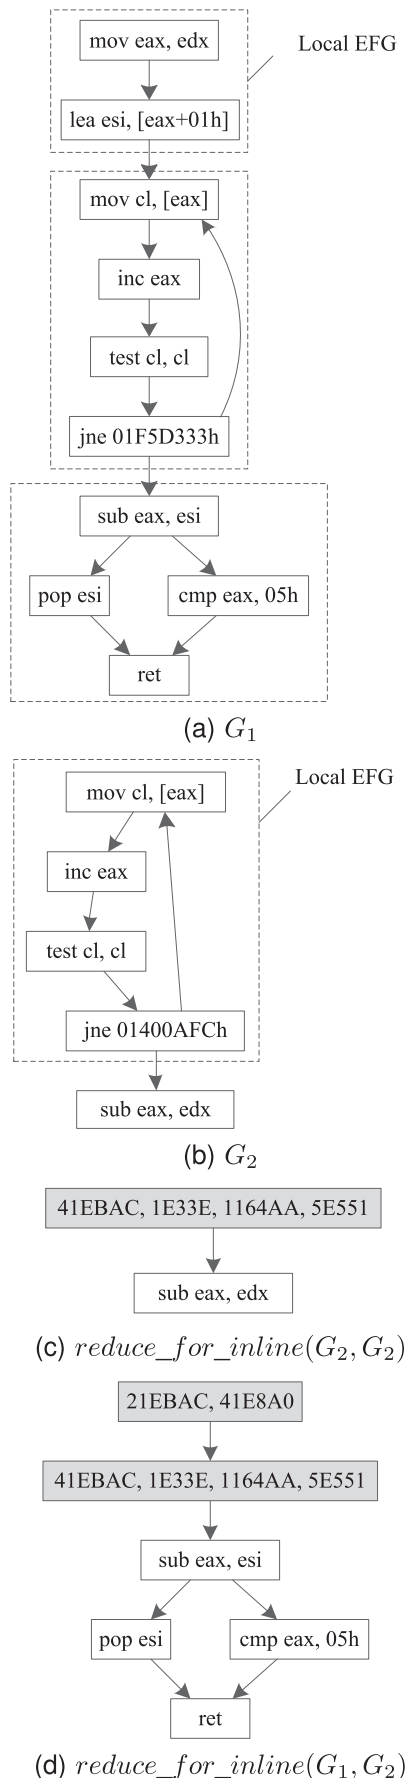 mov eax, edx
Local EFG
lea esi, [eax+01h]
mov cl, [eax]
inc eax
test cl, cl
jne 01F5D333h
sub eax, esi
pop esi
cmp eax, 05h
ret
(a) G₁
Local EFG
mov cl, [eax]
inc eax
test cl, cl
jne 01400AFCh
sub eax, edx
(b) G₂
41EBAC, 1E33E, 1164AA, 5E551
sub eax, edx
(c) reduce_for_inline(G₂, G₂)
21EBAC, 41E8A0
41EBAC, 1E33E, 1164AA, 5E551
sub eax, esi
pop esi
cmp eax, 05h
ret
(d) reduce_for_inline(G₁, G₂)